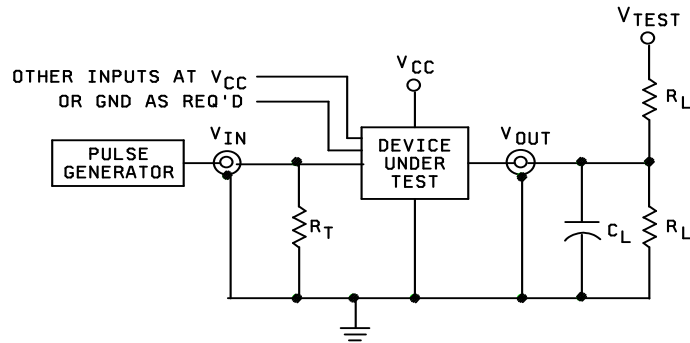 V_TEST
OTHER INPUTS AT V_CC
OR GND AS REQ'D
V_CC
R_L
V_IN
V_OUT
PULSE
GENERATOR
DEVICE
UNDER
TEST
R_T
C_L
R_L